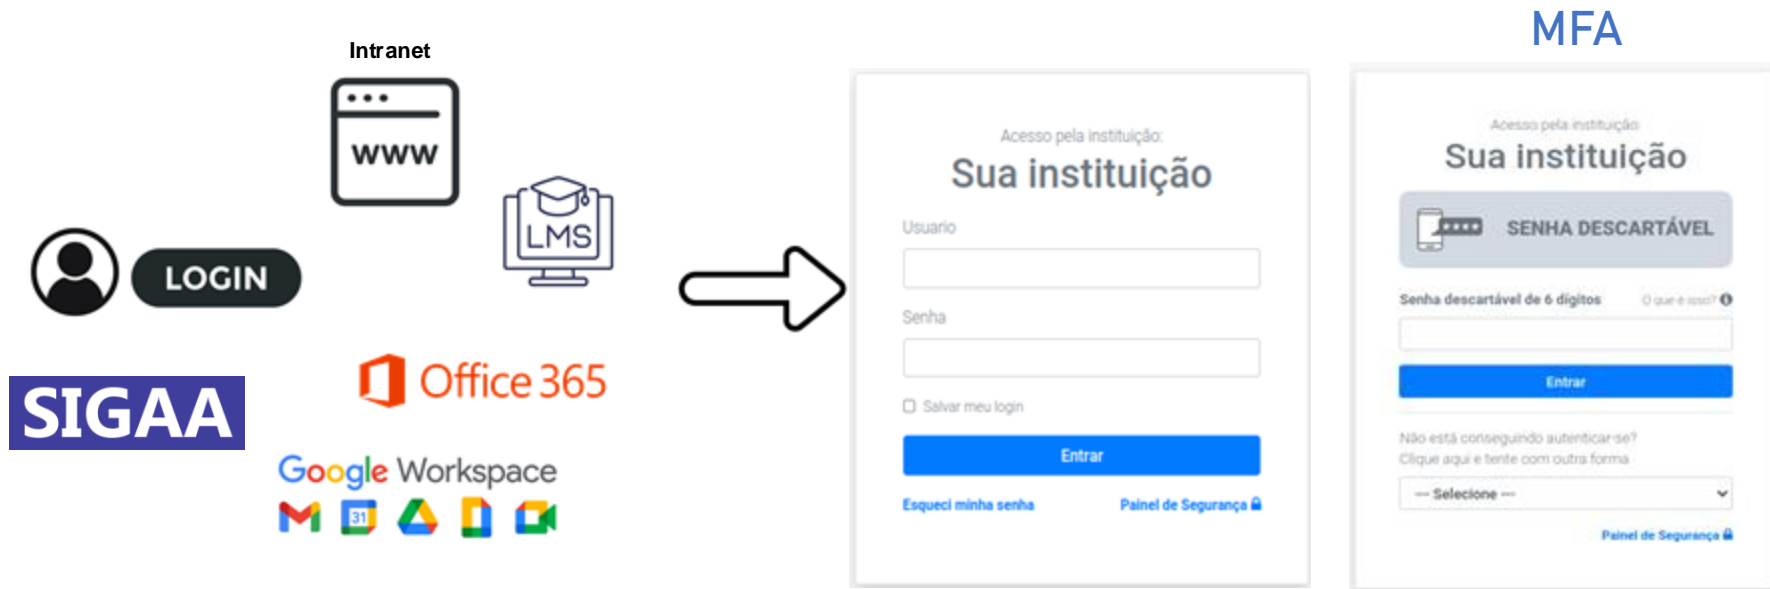 Intranet
www
LMS
LOGIN
SIGAA
Office 365
Google Workspace
31
Acesso pela instituição:
Sua instituição
Usuario
Senha
Salvar meu login
Entrar
Esqueci minha senha
Painel de Segurança
MFA
Acesso pela instituição:
Sua instituição
SENHA DESCARTÁVEL
Senha descartável de 6 digitos O que é isso?
Entrar
Não está conseguindo autenticar-se?
Clique aqui e tente com outra forma
--- Selecione ---
Painel de Segurança